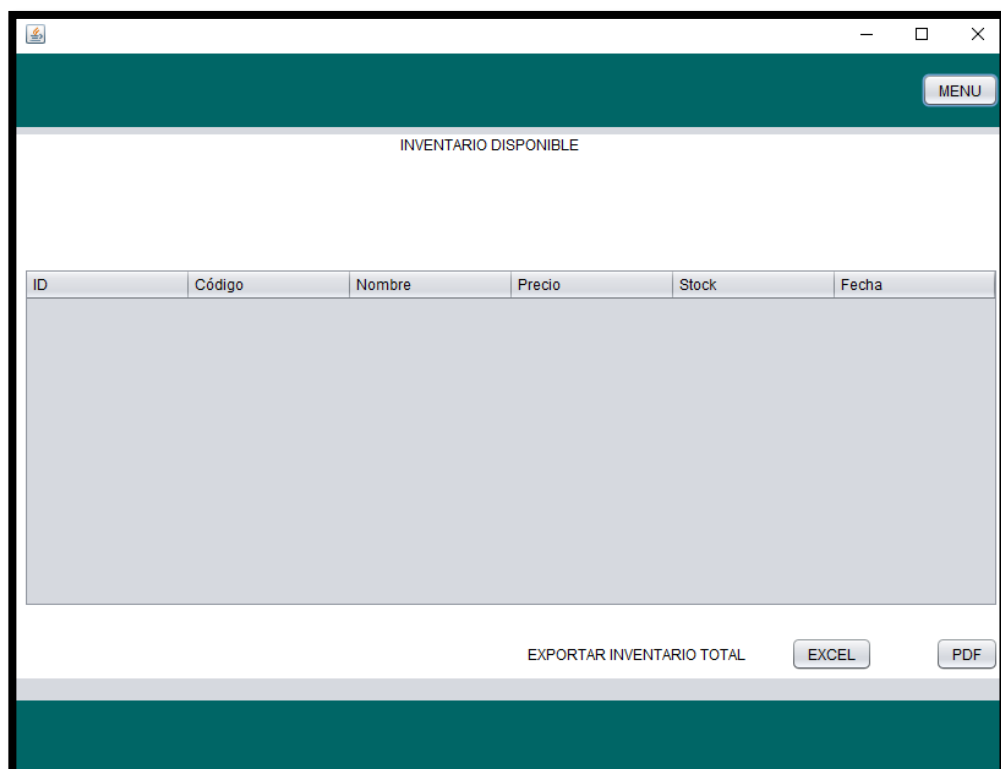 MENU
INVENTARIO DISPONIBLE
ID Código Nombre Precio Stock Fecha
EXPORTAR INVENTARIO TOTAL EXCEL PDF